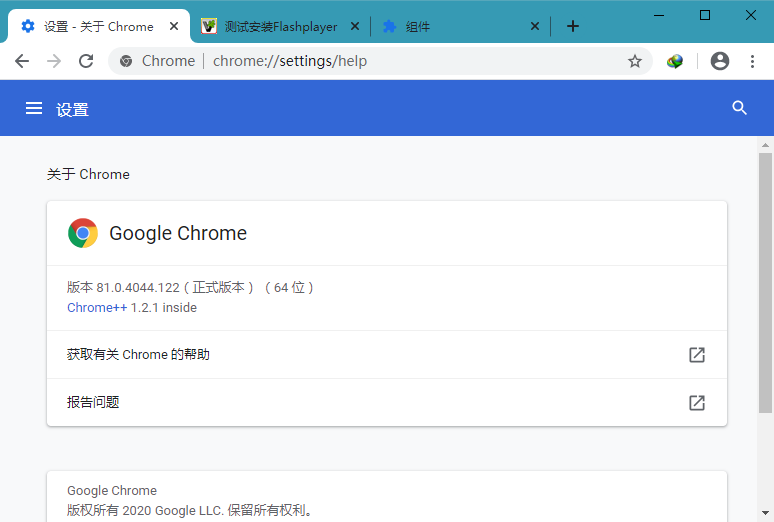 设置 - 关于 Chrome
测试安装Flashplayer
组件
Chrome | chrome://settings/help
设置
关于 Chrome
Google Chrome
版本 81.0.4044.122（正式版本）（64 位）
Chrome++ 1.2.1 inside
获取有关 Chrome 的帮助
报告问题
Google Chrome
版权所有 2020 Google LLC. 保留所有权利。